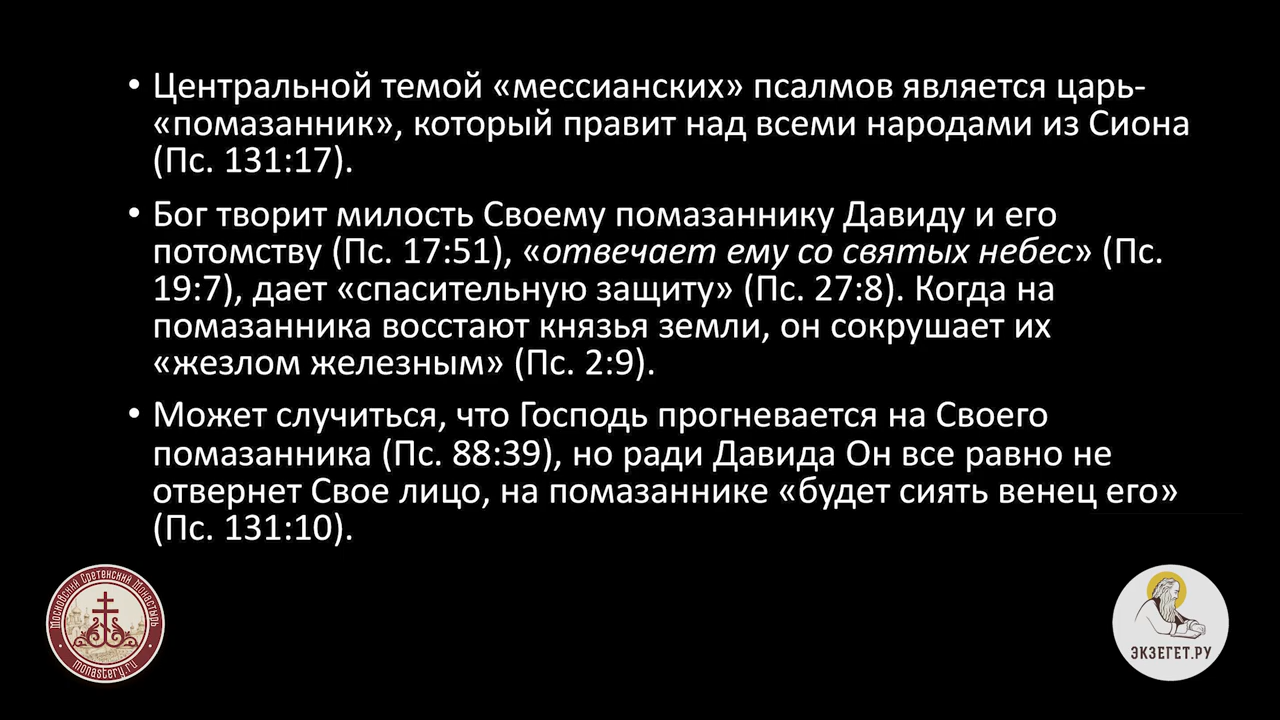 • Центральной темой «мессианских» псалмов является царь-
«помазанник», который правит над всеми народами из Сиона
(Пс. 131:17).
• Бог творит милость Своему помазаннику Давиду и его
потомству (Пс. 17:51), «отвечает ему со святых небес» (Пс.
19:7), дает «спасительную защиту» (Пс. 27:8). Когда на
помазанника восстают князья земли, он сокрушает их
«жезлом железным» (Пс. 2:9).
• Может случиться, что Господь прогневается на Своего
помазанника (Пс. 88:39), но ради Давида Он все равно не
отвернет Свое лицо, на помазаннике «будет сиять венец его»
(Пс. 131:10).
Московский Сретенский Монастырь
monastery.ru
ЭКЗЕГЕТ.РУ